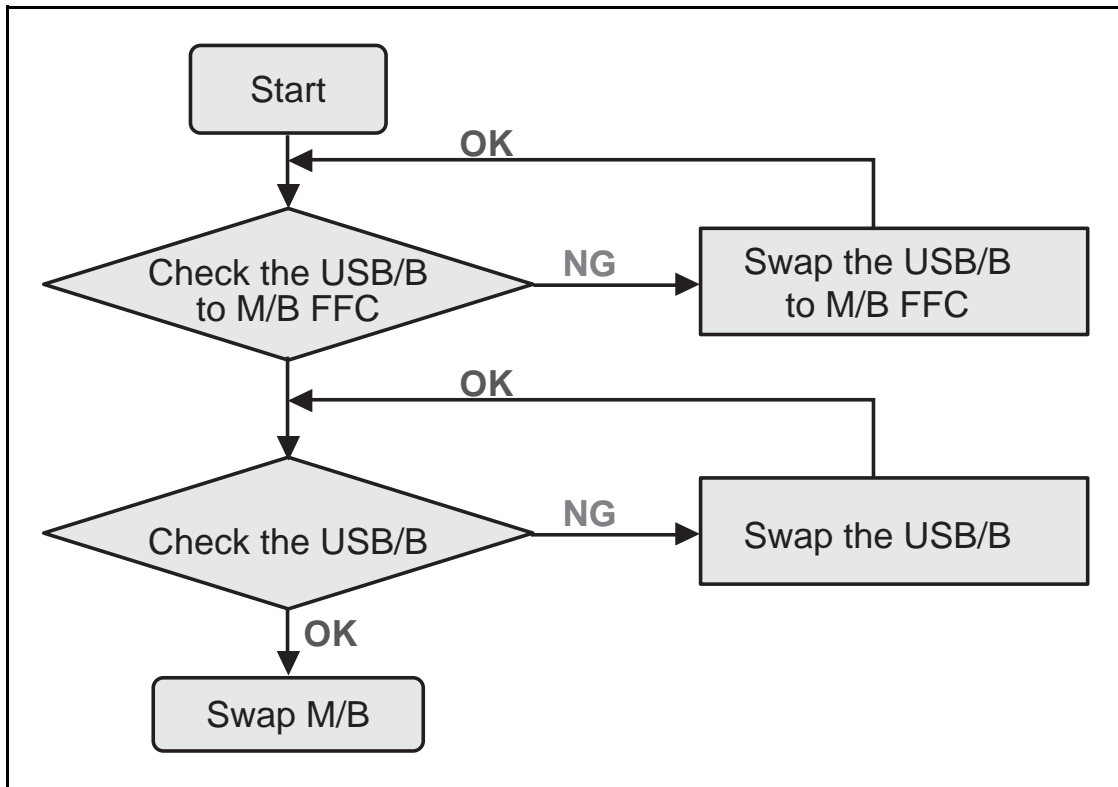 Start
OK
Check the USB/B
to M/B FFC
NG
Swap the USB/B
to M/B FFC
OK
Check the USB/B
NG
Swap the USB/B
OK
Swap M/B